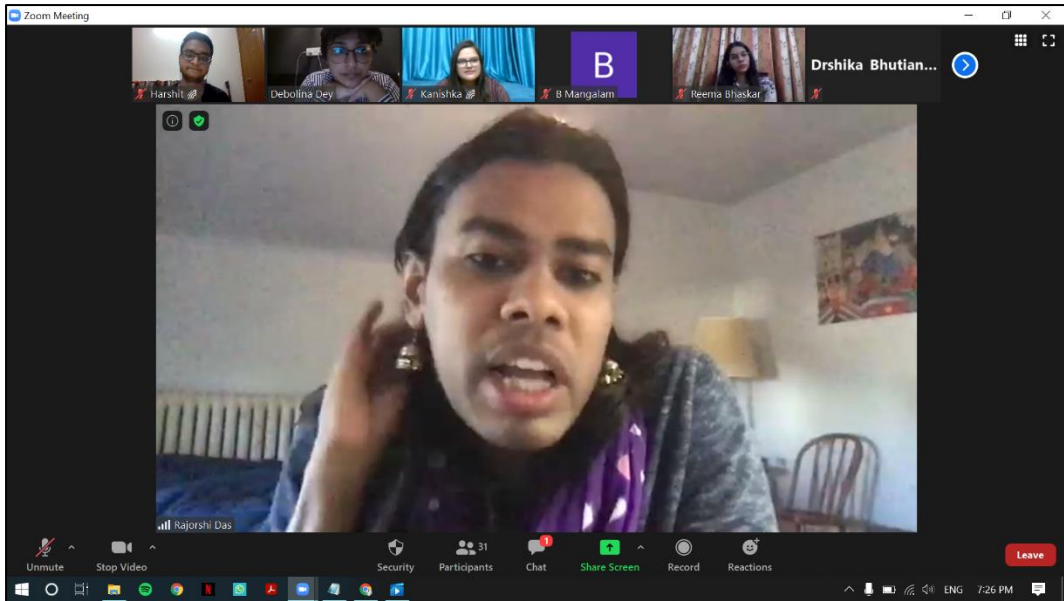 Zoom Meeting
Harshit
Debolina Dey
Kanishka
B
B Mangalam
Reema Bhaskar
Drshika Bhutian...
Rajorshi Das
Unmute
Stop Video
Security
31
Participants
1
Chat
Share Screen
Record
Reactions
Leave
N
ENG
7:26 PM